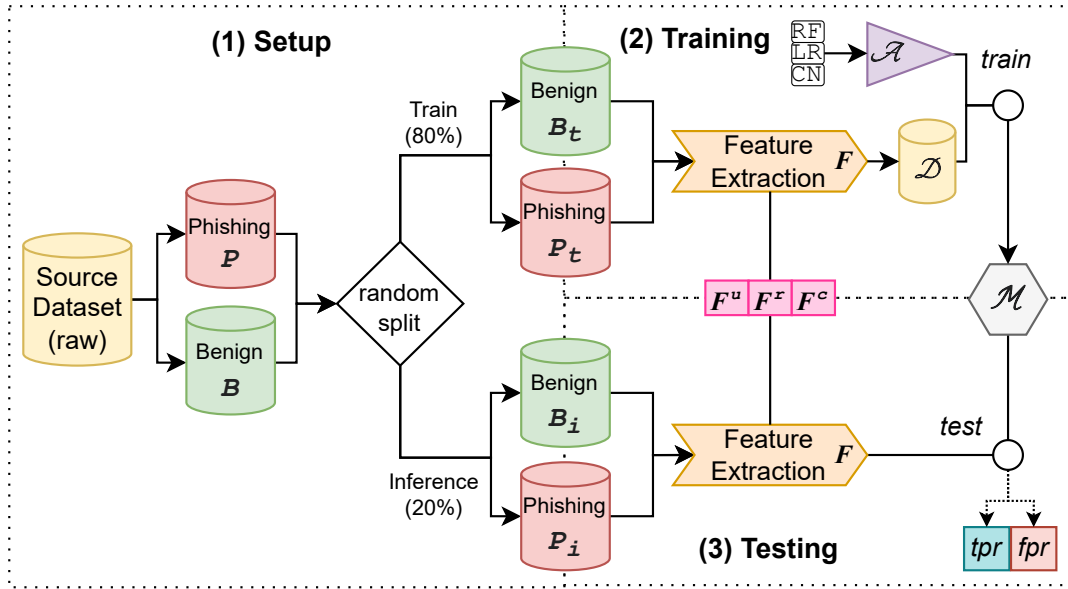 (1) Setup
Source
Dataset
(raw)
Phishing
P
Benign
B
random
split
Train
(80%)
Inference
(20%)
Benign
B_t
Phishing
P_t
Benign
B_i
Phishing
P_i
(2) Training
RF
LR
CN
𝒜
train
Feature
Extraction F
𝒟
F^u F^r F^c
ℳ
Feature
Extraction F
test
tpr fpr
(3) Testing